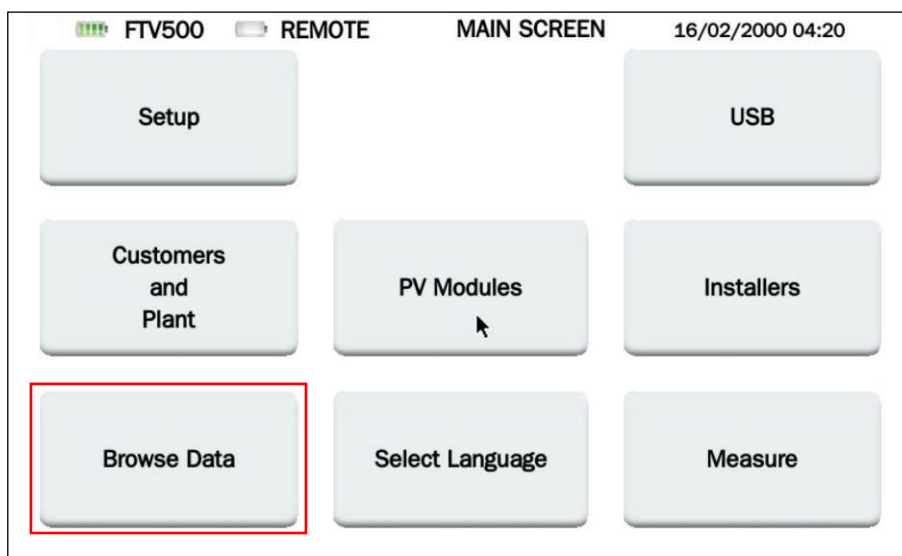 FTV500 REMOTE MAIN SCREEN 16/02/2000 04:20
Setup
USB
Customers
and
Plant
PV Modules
Installers
Browse Data
Select Language
Measure